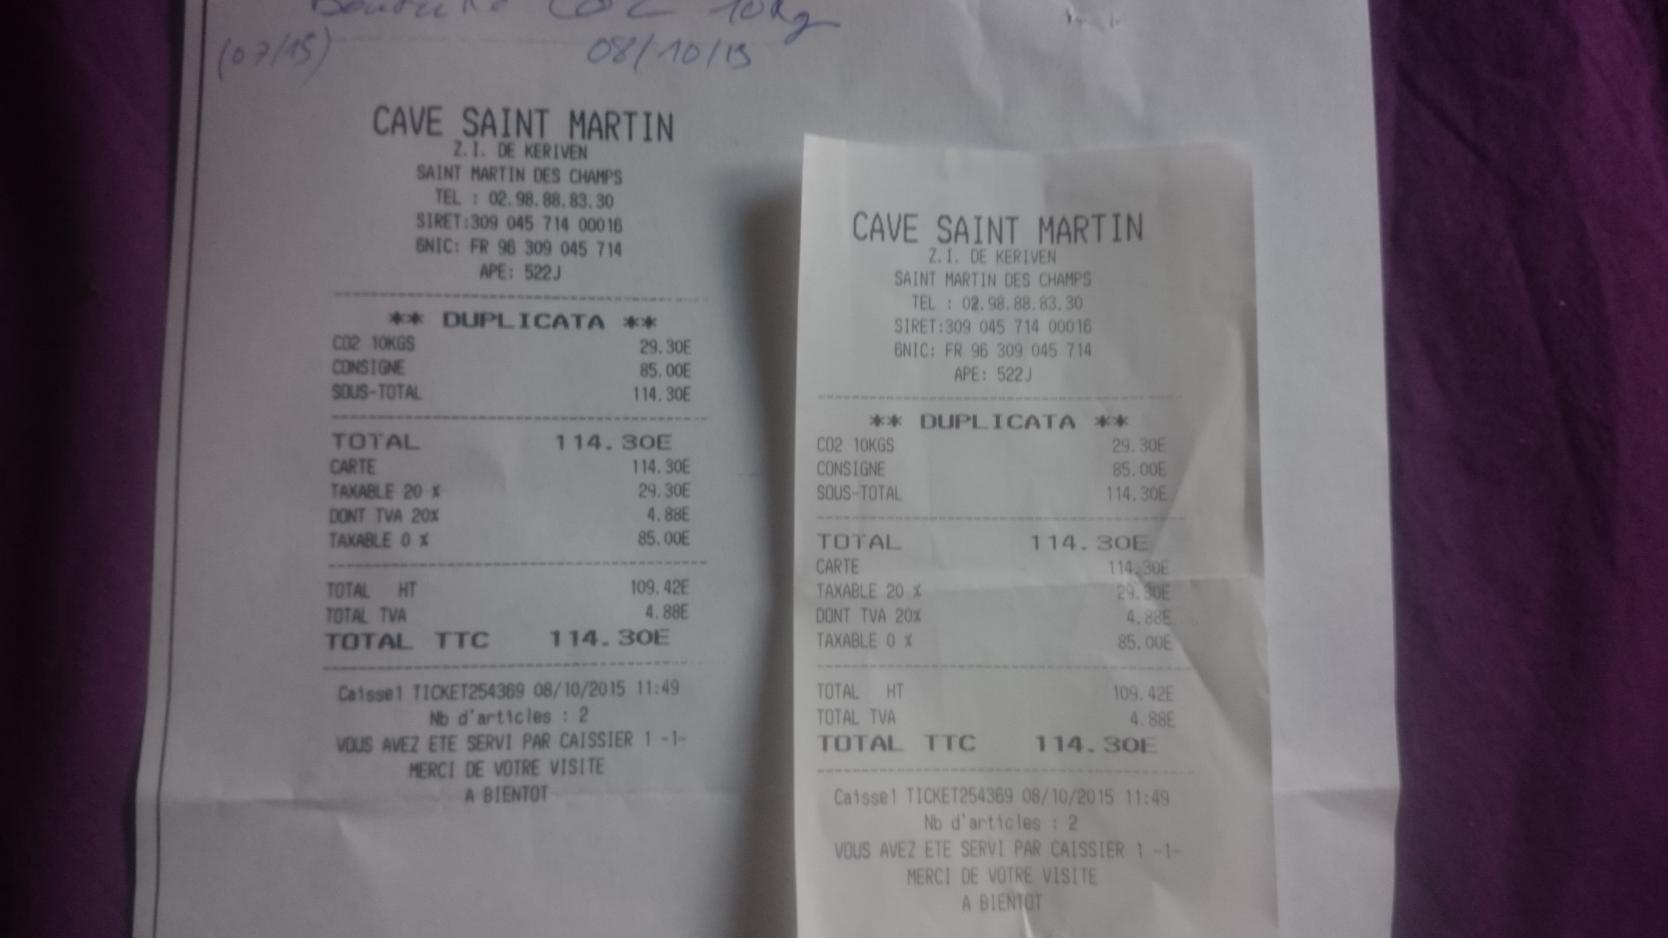 CO2 10kg
(07/15) 08/10/15
CAVE SAINT MARTIN
Z.I. DE KERIVEN
SAINT MARTIN DES CHAMPS
TEL : 02.98.88.83.30
SIRET:309 045 714 00016
6NIC: FR 96 309 045 714
APE: 522J
** DUPLICATA **
CO2 10KGS 29.30E
CONSIGNE 85.00E
SOUS-TOTAL 114.30E
TOTAL 114.30E
CARTE 114.30E
TAXABLE 20 % 29.30E
DONT TVA 20% 4.88E
TAXABLE 0 % 85.00E
TOTAL HT 109.42E
TOTAL TVA 4.88E
TOTAL TTC 114.30E
Caisse1 TICKET254369 08/10/2015 11:49
Nb d'articles : 2
VOUS AVEZ ETE SERVI PAR CAISSIER 1 -1-
MERCI DE VOTRE VISITE
A BIENTOT
CAVE SAINT MARTIN
Z.I. DE KERIVEN
SAINT MARTIN DES CHAMPS
TEL : 02.98.88.83.30
SIRET:309 045 714 00016
6NIC: FR 96 309 045 714
APE: 522J
** DUPLICATA **
CO2 10KGS 29.30E
CONSIGNE 85.00E
SOUS-TOTAL 114.30E
TOTAL 114.30E
CARTE 114.30E
TAXABLE 20 % 29.30E
DONT TVA 20% 4.88E
TAXABLE 0 % 85.00E
TOTAL HT 109.42E
TOTAL TVA 4.88E
TOTAL TTC 114.30E
Caisse1 TICKET254369 08/10/2015 11:49
Nb d'articles : 2
VOUS AVEZ ETE SERVI PAR CAISSIER 1 -1-
MERCI DE VOTRE VISITE
A BIENTOT